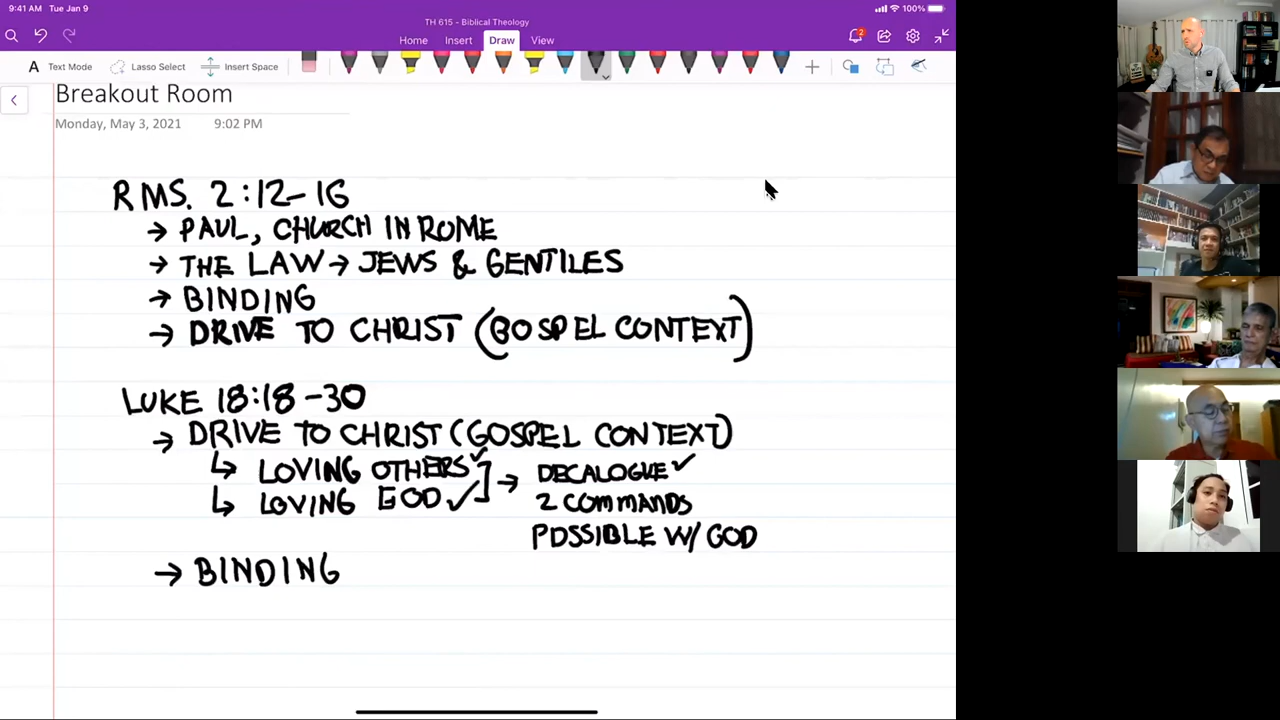 9:41 AM Tue Jan 9
100%
TH 615 - Biblical Theology
Home Insert Draw View
2
A Text Mode Lasso Select Insert Space
Breakout Room
Monday, May 3, 2021 9:02 PM
RMS. 2:12-16
→ PAUL, CHURCH IN ROME
→ THE LAW → JEWS & GENTILES
→ BINDING
→ DRIVE TO CHRIST (GOSPEL CONTEXT)
LUKE 18:18-30
→ DRIVE TO CHRIST (GOSPEL CONTEXT)
↳ LOVING OTHERS ✓ ] → DECALOGUE ✓
↳ LOVING GOD ✓ 2 COMMANDS
POSSIBLE W/ GOD
→ BINDING